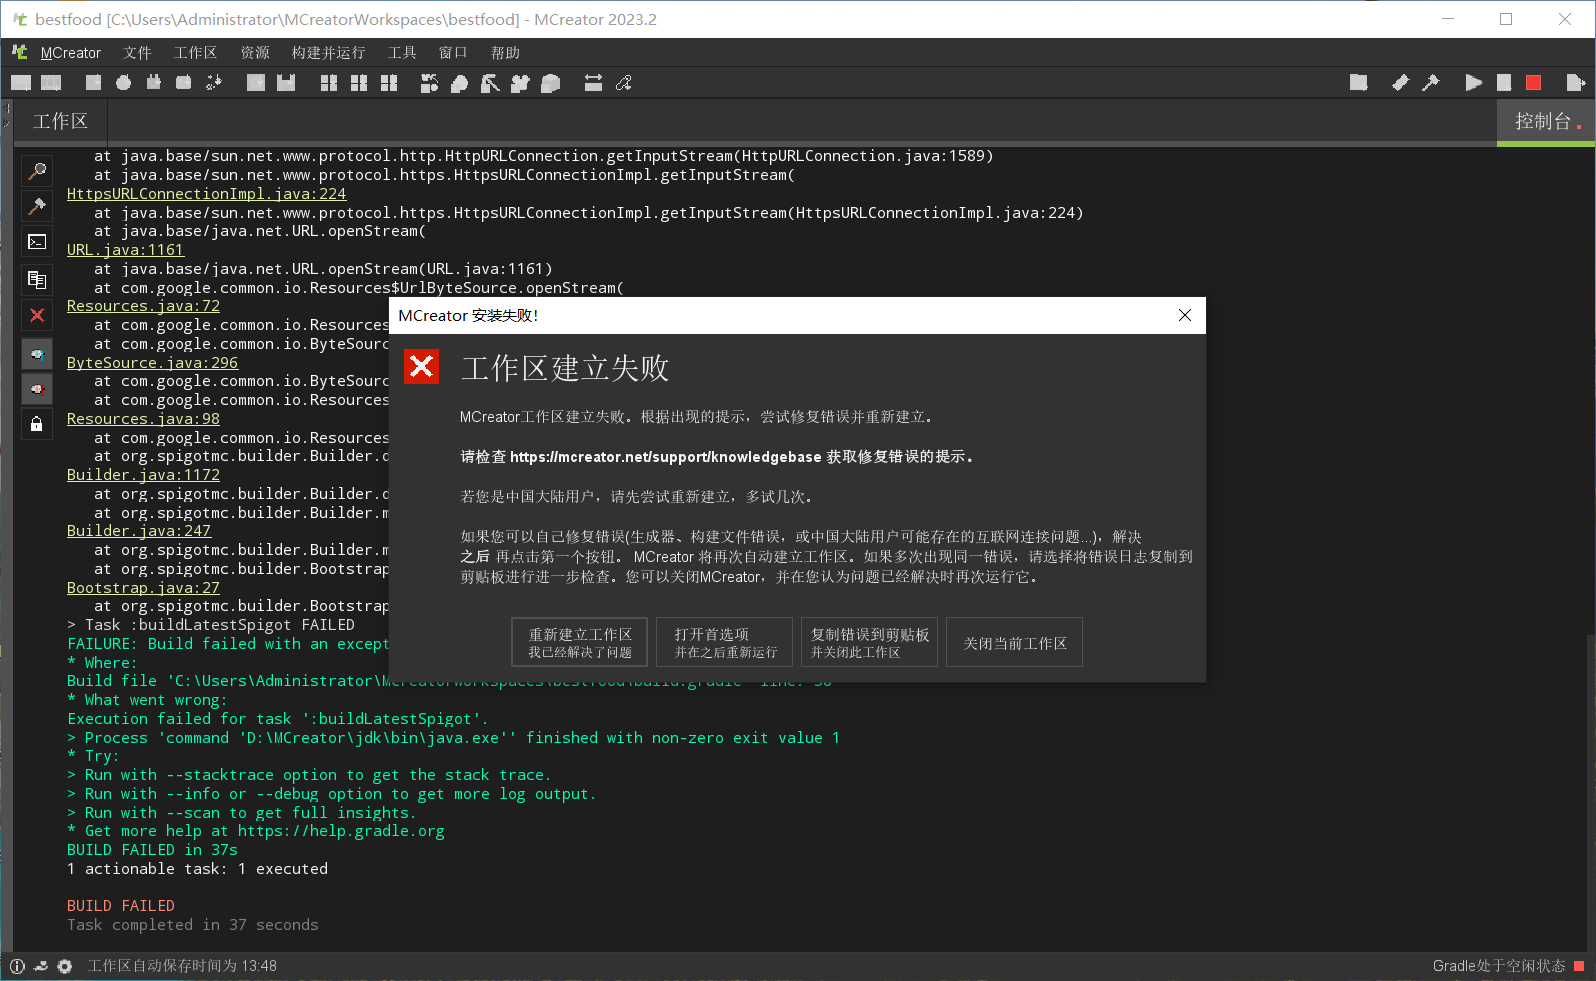 bestfood [C:\Users\Administrator\MCreatorWorkspaces\bestfood] - MCreator 2023.2
MCreator 文件 工作区 资源 构建并运行 工具 窗口 帮助
工作区
控制台
at java.base/sun.net.www.protocol.http.HttpURLConnection.getInputStream(HttpURLConnection.java:1589)
at java.base/sun.net.www.protocol.https.HttpsURLConnectionImpl.getInputStream(
HttpsURLConnectionImpl.java:224
at java.base/sun.net.www.protocol.https.HttpsURLConnectionImpl.getInputStream(HttpsURLConnectionImpl.java:224)
at java.base/java.net.URL.openStream(
URL.java:1161
at java.base/java.net.URL.openStream(URL.java:1161)
at com.google.common.io.Resources$UrlByteSource.openStream(
Resources.java:72
at com.google.common.io.Resources
at com.google.common.io.ByteSourc
ByteSource.java:296
at com.google.common.io.ByteSourc
at com.google.common.io.Resources
Resources.java:98
at com.google.common.io.Resources
at org.spigotmc.builder.Builder.d
Builder.java:1172
at org.spigotmc.builder.Builder.d
at org.spigotmc.builder.Builder.m
Builder.java:247
at org.spigotmc.builder.Builder.m
at org.spigotmc.builder.Bootstrap
Bootstrap.java:27
at org.spigotmc.builder.Bootstrap
> Task :buildLatestSpigot FAILED
FAILURE: Build failed with an except
* Where:
Build file 'C:\Users\Administrator\MCreatorWorkspaces\bestfood\build.gradle' line: 38
* What went wrong:
Execution failed for task ':buildLatestSpigot'.
> Process 'command 'D:\MCreator\jdk\bin\java.exe'' finished with non-zero exit value 1
* Try:
> Run with --stacktrace option to get the stack trace.
> Run with --info or --debug option to get more log output.
> Run with --scan to get full insights.
* Get more help at https://help.gradle.org
BUILD FAILED in 37s
1 actionable task: 1 executed
BUILD FAILED
Task completed in 37 seconds
MCreator 安装失败!
工作区建立失败
MCreator工作区建立失败。根据出现的提示，尝试修复错误并重新建立。
请检查 https://mcreator.net/support/knowledgebase 获取修复错误的提示。
若您是中国大陆用户，请先尝试重新建立，多试几次。
如果您可以自己修复错误(生成器、构建文件错误，或中国大陆用户可能存在的互联网连接问题...)，解决
之后 再点击第一个按钮。 MCreator 将再次自动建立工作区。如果多次出现同一错误，请选择将错误日志复制到
剪贴板进行进一步检查。您可以关闭MCreator，并在您认为问题已经解决时再次运行它。
重新建立工作区
我已经解决了问题
打开首选项
并在之后重新运行
复制错误到剪贴板
并关闭此工作区
关闭当前工作区
工作区自动保存时间为 13:48
Gradle处于空闲状态